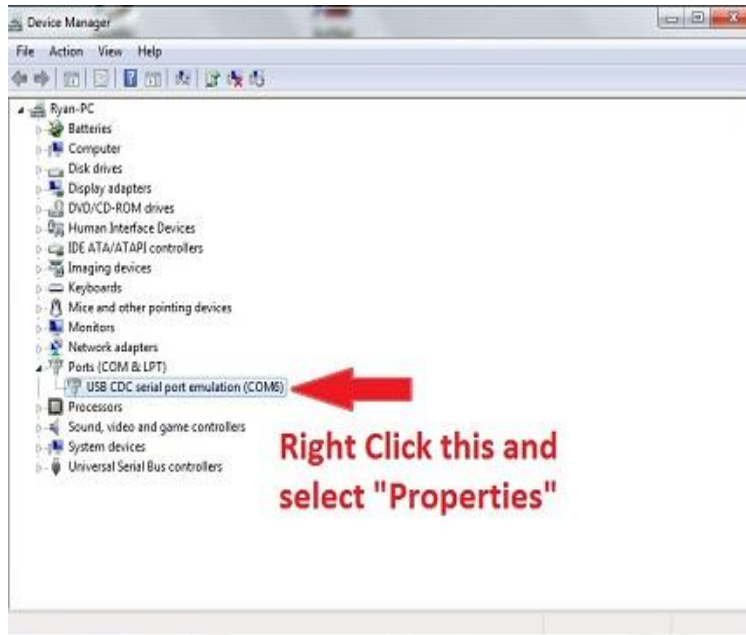 Device Manager
File Action View Help
Ryan-PC
Batteries
Computer
Disk drives
Display adapters
DVD/CD-ROM drives
Human Interface Devices
IDE ATA/ATAPI controllers
Imaging devices
Keyboards
Mice and other pointing devices
Monitors
Network adapters
Ports (COM & LPT)
USB CDC serial port emulation (COM6)
Processors
Sound, video and game controllers
System devices
Universal Serial Bus controllers
Right Click this and
select "Properties"